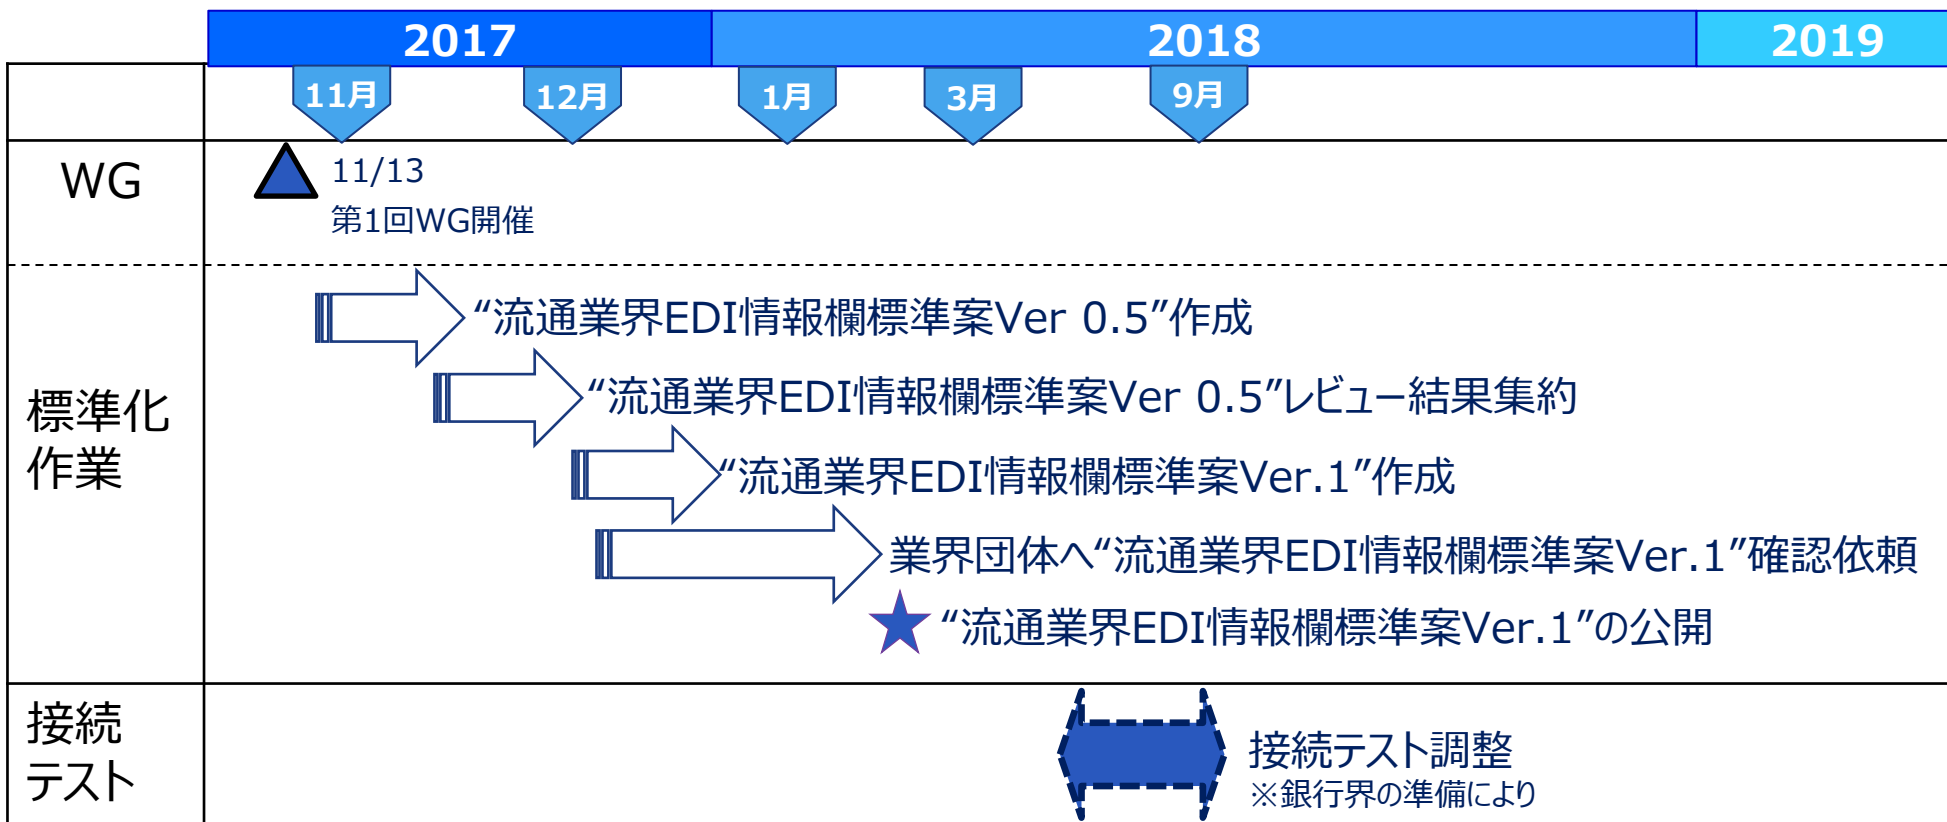 2017
2018
2019
11月
12月
1月
3月
9月
WG
11/13
第1回WG開催
標準化
作業
“流通業界EDI情報欄標準案Ver 0.5”作成
“流通業界EDI情報欄標準案Ver 0.5”レビュー結果集約
“流通業界EDI情報欄標準案Ver.1”作成
業界団体へ“流通業界EDI情報欄標準案Ver.1”確認依頼
“流通業界EDI情報欄標準案Ver.1”の公開
接続
テスト
接続テスト調整
※銀行界の準備により